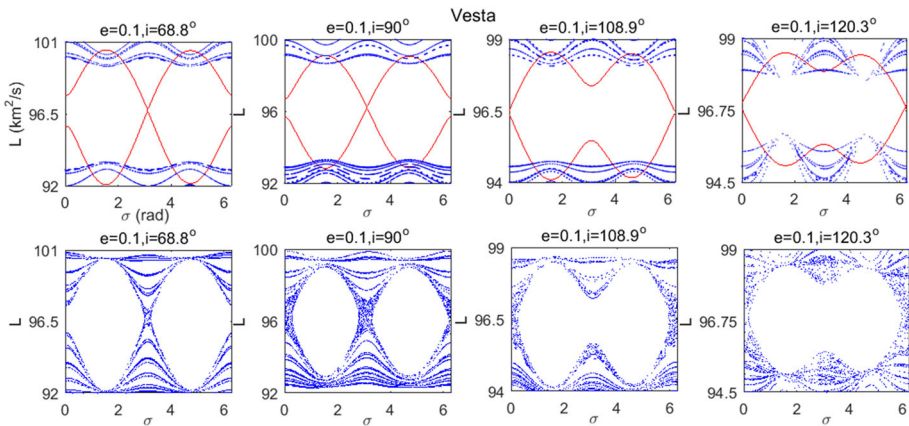 Vesta
e=0.1,i=68.8° e=0.1,i=90° e=0.1,i=108.9° e=0.1,i=120.3°
101 100 99 99
L (km²/s) 96.5 L 96 L 96.5 L 96.75
92 92 94 94.5
0 2 4 6 0 2 4 6 0 2 4 6 0 2 4 6
σ (rad) σ σ σ
e=0.1,i=68.8° e=0.1,i=90° e=0.1,i=108.9° e=0.1,i=120.3°
101 100 99 99
L 96.5 L 96 L 96.5 L 96.75
92 92 94 94.5
0 2 4 6 0 2 4 6 0 2 4 6 0 2 4 6
σ σ σ σ